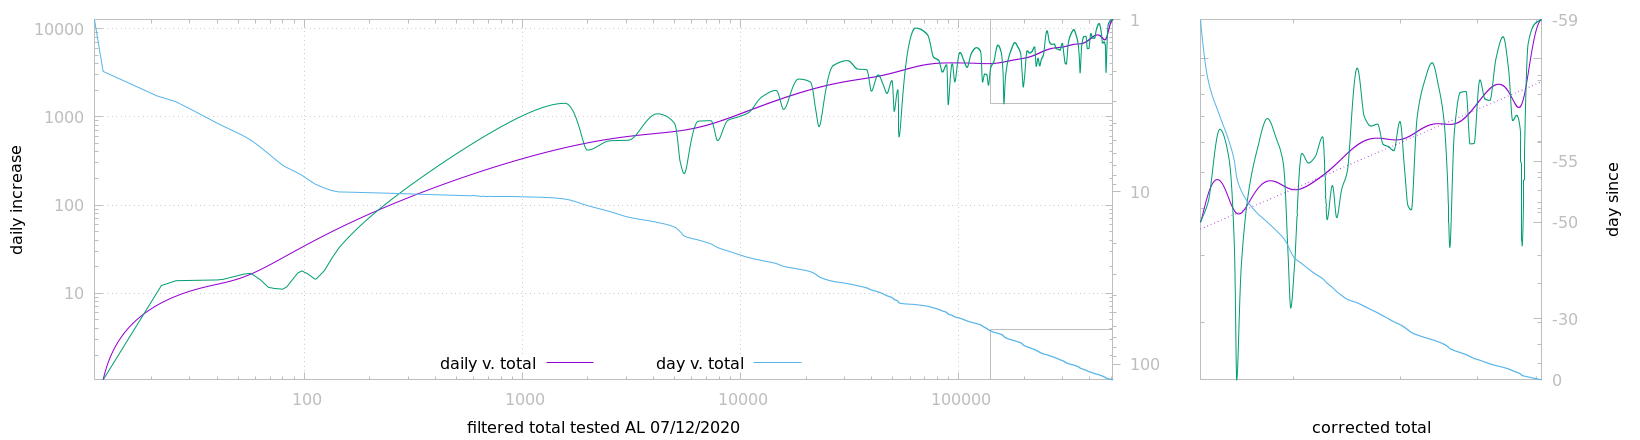 10000
1000
100
10
daily increase
1
10
100
daily v. total
day v. total
100
1000
10000
100000
filtered total tested AL 07/12/2020
-59
-55
-50
-30
0
day since
corrected total